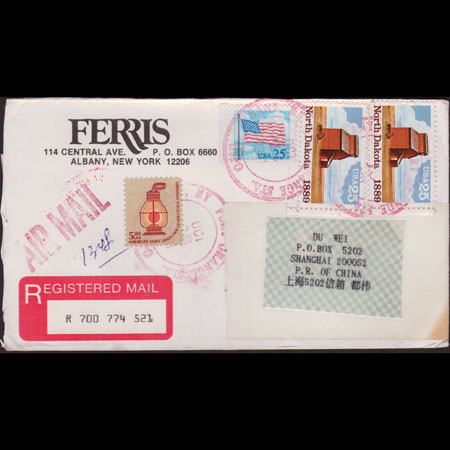 FERRIS
114 CENTRAL AVE. P. O. BOX 6660
ALBANY, NEW YORK 12206
AIR MAIL
1348
5.00
USA 25
North Dakota 1889
USA 25
North Dakota 1889
USA 25
REGISTERED MAIL
R 700 774 521
DU WEI
P.O.BOX 5202
SHANGHAI 200052
P.R. OF CHINA
上海5202信箱 都伟